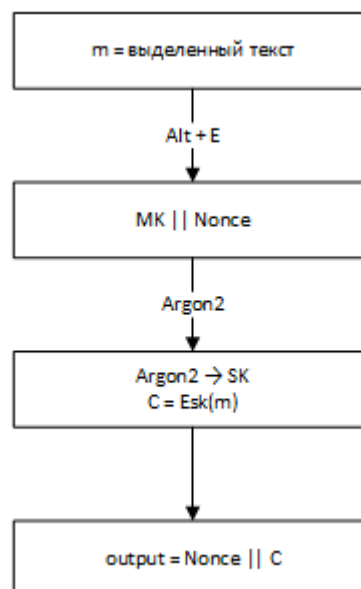 m = выделенный текст
Alt + E
MK || Nonce
Argon2
Argon2 → SK
C = Esk(m)
output = Nonce || C